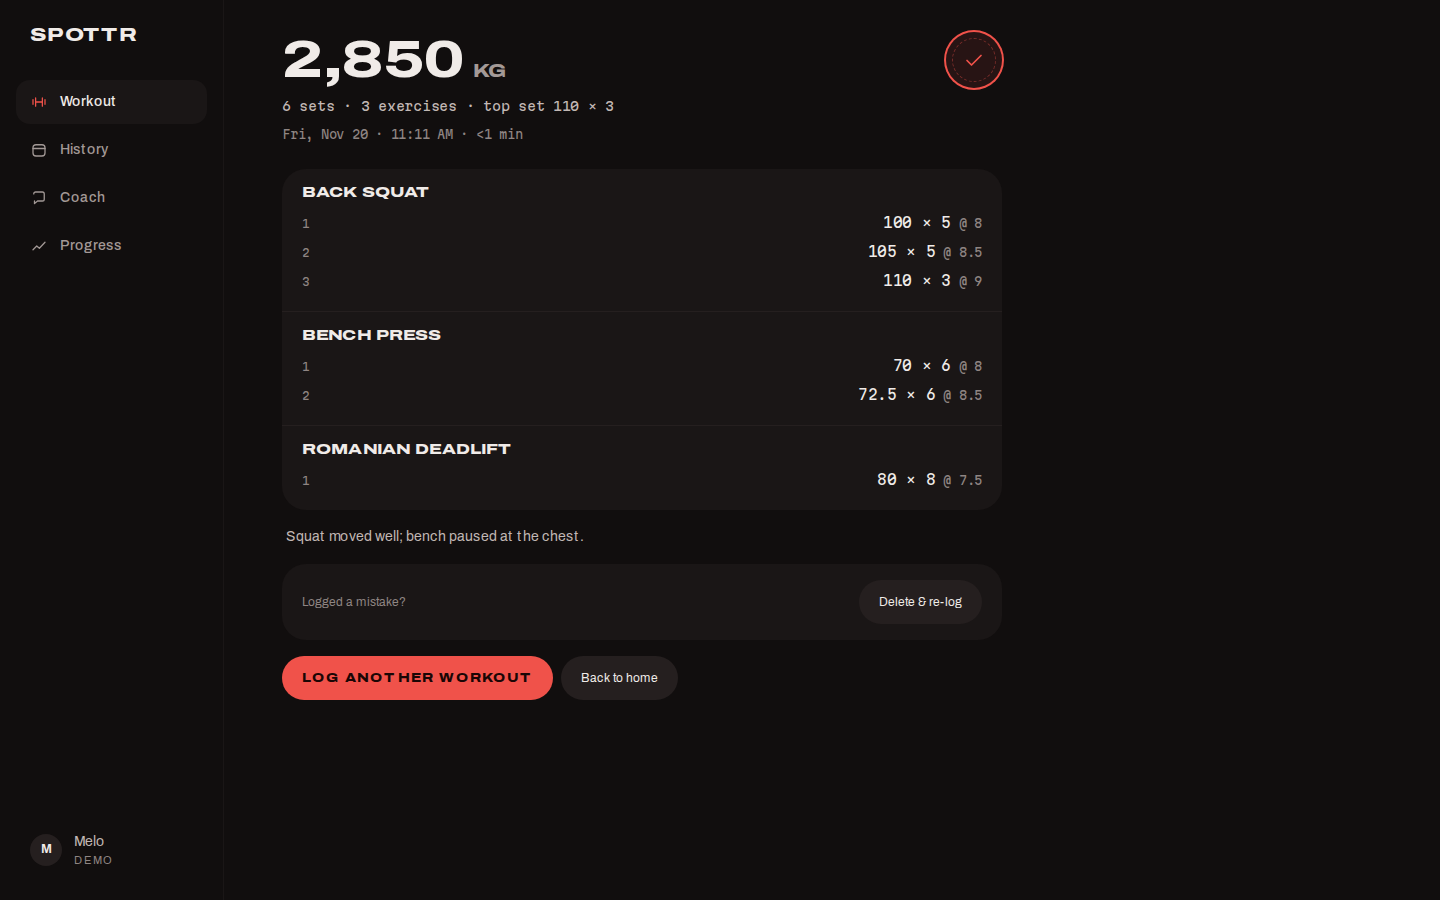 SPOTTR
Workout
History
Coach
Progress
M
Melo
DEMO
2,850 KG
6 sets · 3 exercises · top set 110 × 3
Fri, Nov 20 · 11:11 AM · <1 min
BACK SQUAT
1 100 × 5 @ 8
2 105 × 5 @ 8.5
3 110 × 3 @ 9
BENCH PRESS
1 70 × 6 @ 8
2 72.5 × 6 @ 8.5
ROMANIAN DEADLIFT
1 80 × 8 @ 7.5
Squat moved well; bench paused at the chest.
Logged a mistake? Delete & re-log
LOG ANOTHER WORKOUT Back to home